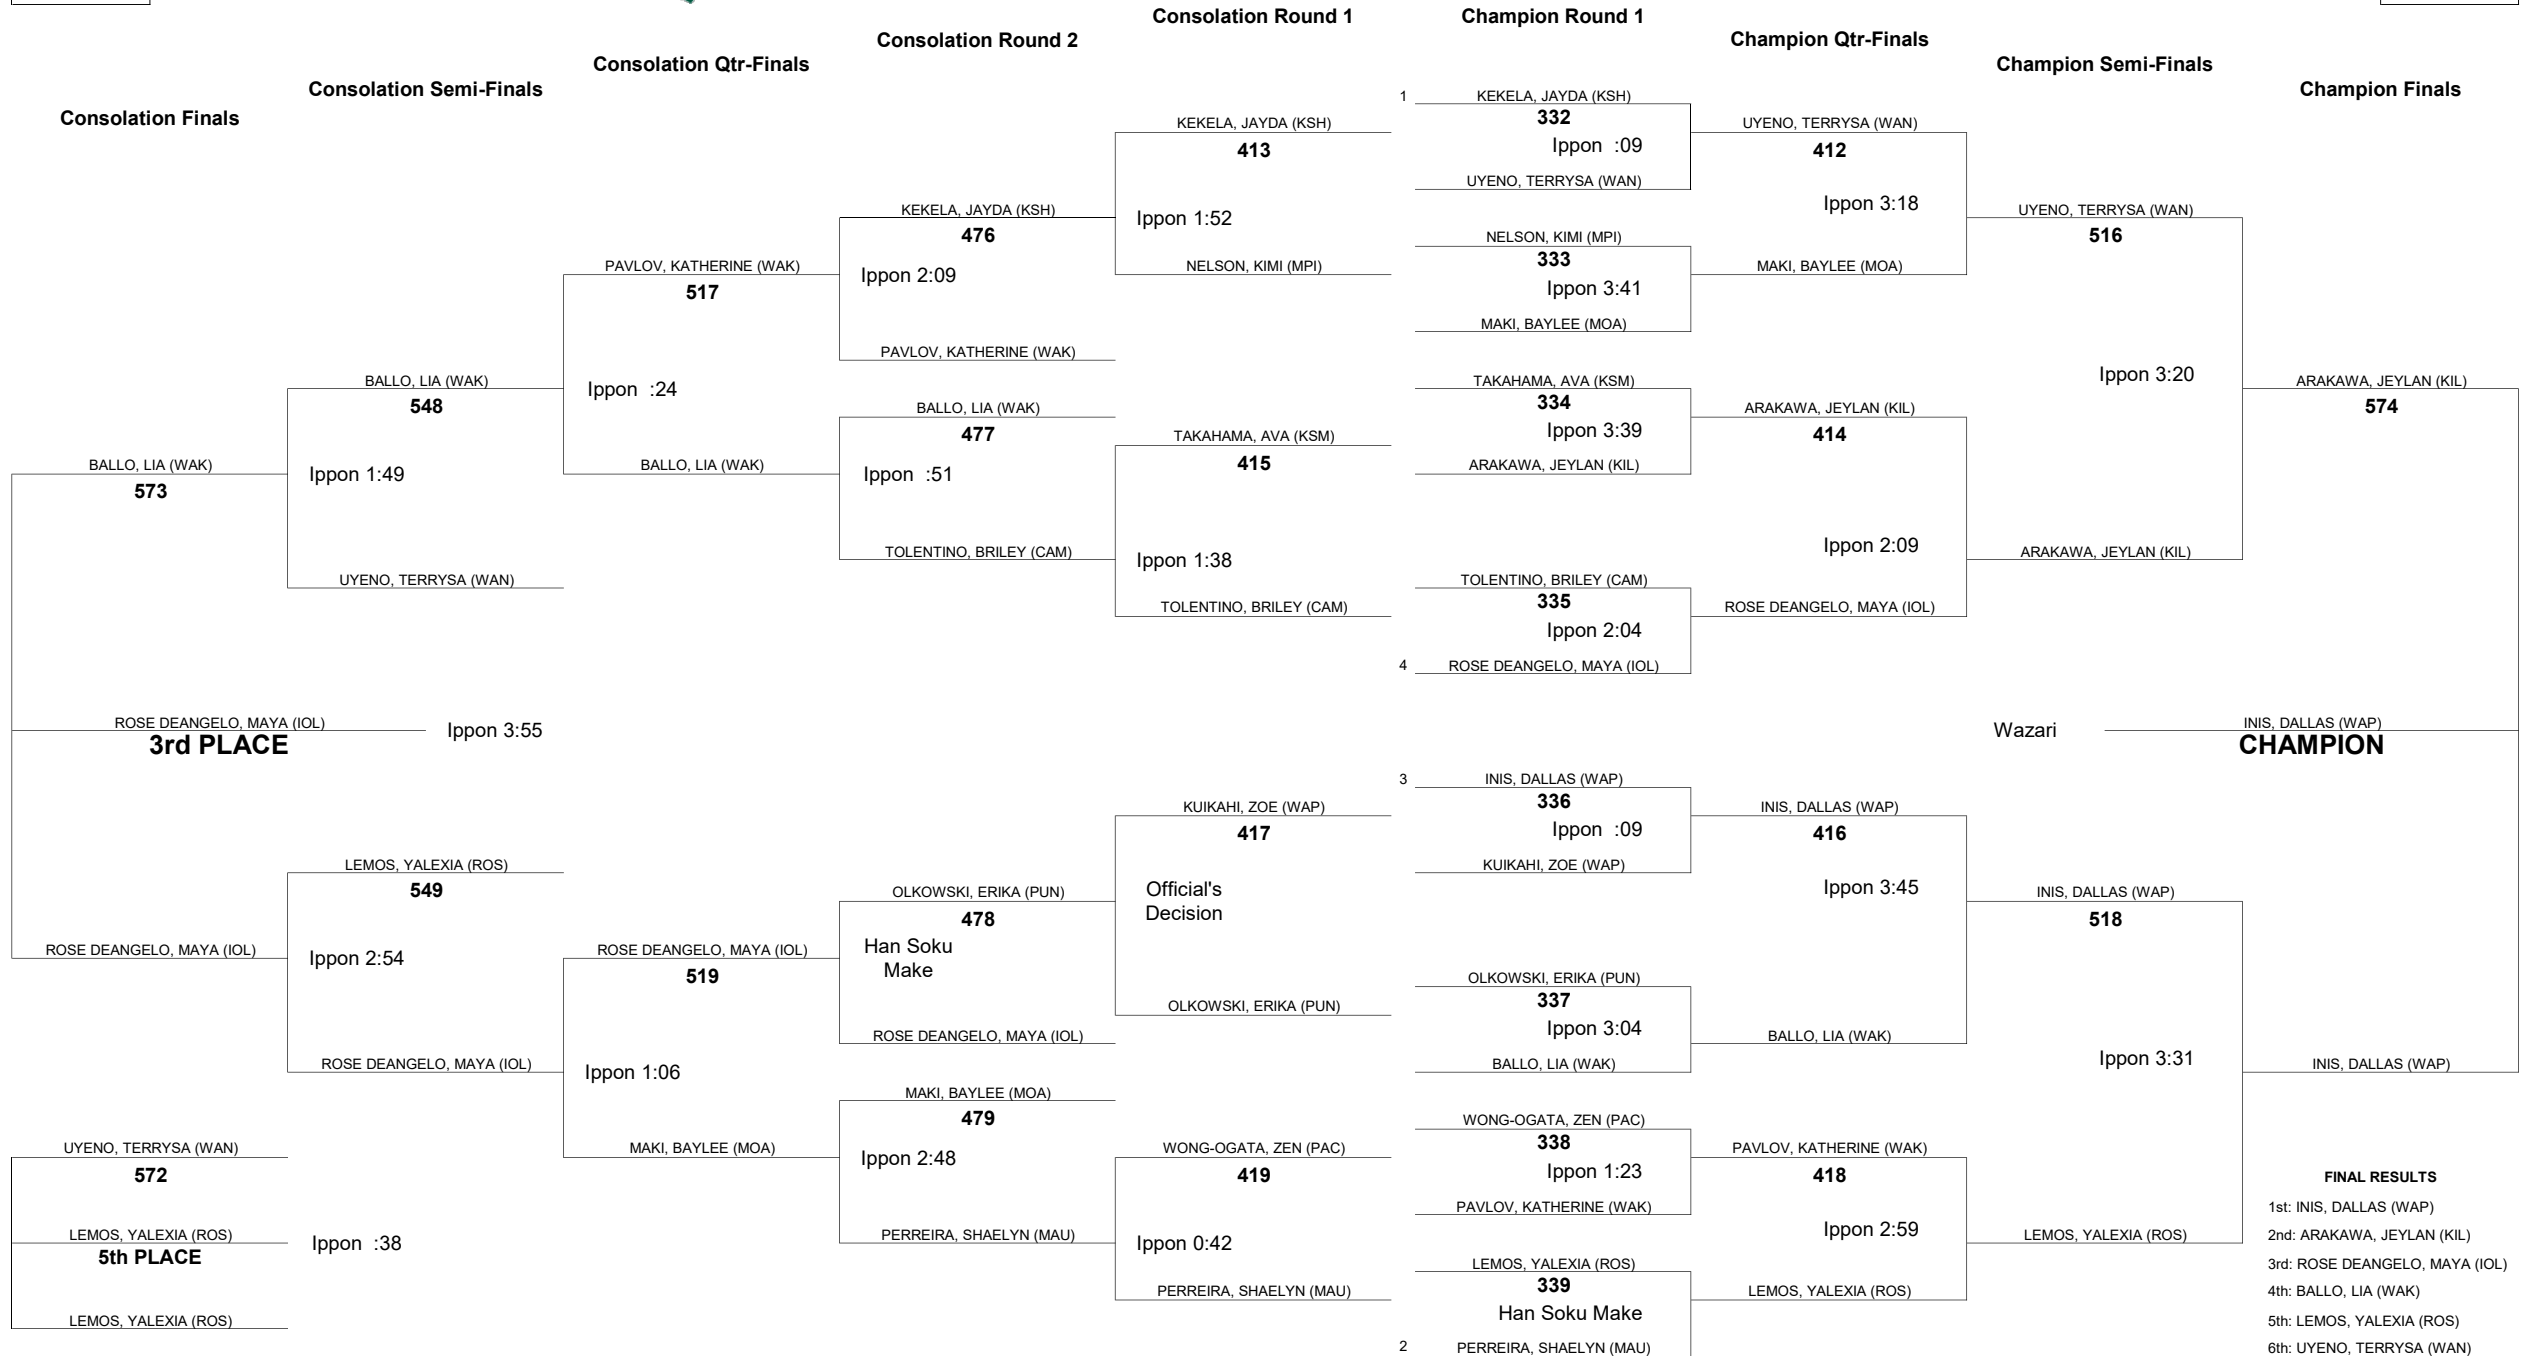 Consolation Round 1
Champion Round 1
Consolation Round 2
Champion Qtr-Finals
Consolation Qtr-Finals
Champion Semi-Finals
Consolation Semi-Finals
Champion Finals
Consolation Finals
BALLO, LIA (WAK)
573
ROSE DEANGELO, MAYA (IOL)
3rd PLACE
Ippon 3:55
ROSE DEANGELO, MAYA (IOL)
UYENO, TERRYSA (WAN)
572
LEMOS, YALEXIA (ROS)
5th PLACE
Ippon :38
LEMOS, YALEXIA (ROS)
BALLO, LIA (WAK)
548
Ippon 1:49
UYENO, TERRYSA (WAN)
LEMOS, YALEXIA (ROS)
549
Ippon 2:54
ROSE DEANGELO, MAYA (IOL)
PAVLOV, KATHERINE (WAK)
517
Ippon :24
BALLO, LIA (WAK)
ROSE DEANGELO, MAYA (IOL)
519
Ippon 1:06
MAKI, BAYLEE (MOA)
KEKELA, JAYDA (KSH)
476
Ippon 2:09
PAVLOV, KATHERINE (WAK)
BALLO, LIA (WAK)
477
Ippon :51
TOLENTINO, BRILEY (CAM)
OLKOWSKI, ERIKA (PUN)
478
Han Soku
Make
ROSE DEANGELO, MAYA (IOL)
MAKI, BAYLEE (MOA)
479
Ippon 2:48
PERREIRA, SHAELYN (MAU)
KEKELA, JAYDA (KSH)
413
Ippon 1:52
NELSON, KIMI (MPI)
TAKAHAMA, AVA (KSM)
415
Ippon 1:38
TOLENTINO, BRILEY (CAM)
KUIKAHI, ZOE (WAP)
417
Official's
Decision
OLKOWSKI, ERIKA (PUN)
WONG-OGATA, ZEN (PAC)
419
Ippon 0:42
PERREIRA, SHAELYN (MAU)
1 KEKELA, JAYDA (KSH)
332
Ippon :09
UYENO, TERRYSA (WAN)
NELSON, KIMI (MPI)
333
Ippon 3:41
MAKI, BAYLEE (MOA)
TAKAHAMA, AVA (KSM)
334
Ippon 3:39
ARAKAWA, JEYLAN (KIL)
TOLENTINO, BRILEY (CAM)
335
Ippon 2:04
4 ROSE DEANGELO, MAYA (IOL)
3 INIS, DALLAS (WAP)
336
Ippon :09
KUIKAHI, ZOE (WAP)
OLKOWSKI, ERIKA (PUN)
337
Ippon 3:04
BALLO, LIA (WAK)
WONG-OGATA, ZEN (PAC)
338
Ippon 1:23
PAVLOV, KATHERINE (WAK)
LEMOS, YALEXIA (ROS)
339
Han Soku Make
2 PERREIRA, SHAELYN (MAU)
UYENO, TERRYSA (WAN)
412
Ippon 3:18
MAKI, BAYLEE (MOA)
ARAKAWA, JEYLAN (KIL)
414
Ippon 2:09
ROSE DEANGELO, MAYA (IOL)
INIS, DALLAS (WAP)
416
Ippon 3:45
BALLO, LIA (WAK)
PAVLOV, KATHERINE (WAK)
418
Ippon 2:59
LEMOS, YALEXIA (ROS)
UYENO, TERRYSA (WAN)
516
Ippon 3:20
ARAKAWA, JEYLAN (KIL)
INIS, DALLAS (WAP)
518
Ippon 3:31
LEMOS, YALEXIA (ROS)
ARAKAWA, JEYLAN (KIL)
574
Wazari
INIS, DALLAS (WAP)
CHAMPION
INIS, DALLAS (WAP)
FINAL RESULTS
1st: INIS, DALLAS (WAP)
2nd: ARAKAWA, JEYLAN (KIL)
3rd: ROSE DEANGELO, MAYA (IOL)
4th: BALLO, LIA (WAK)
5th: LEMOS, YALEXIA (ROS)
6th: UYENO, TERRYSA (WAN)